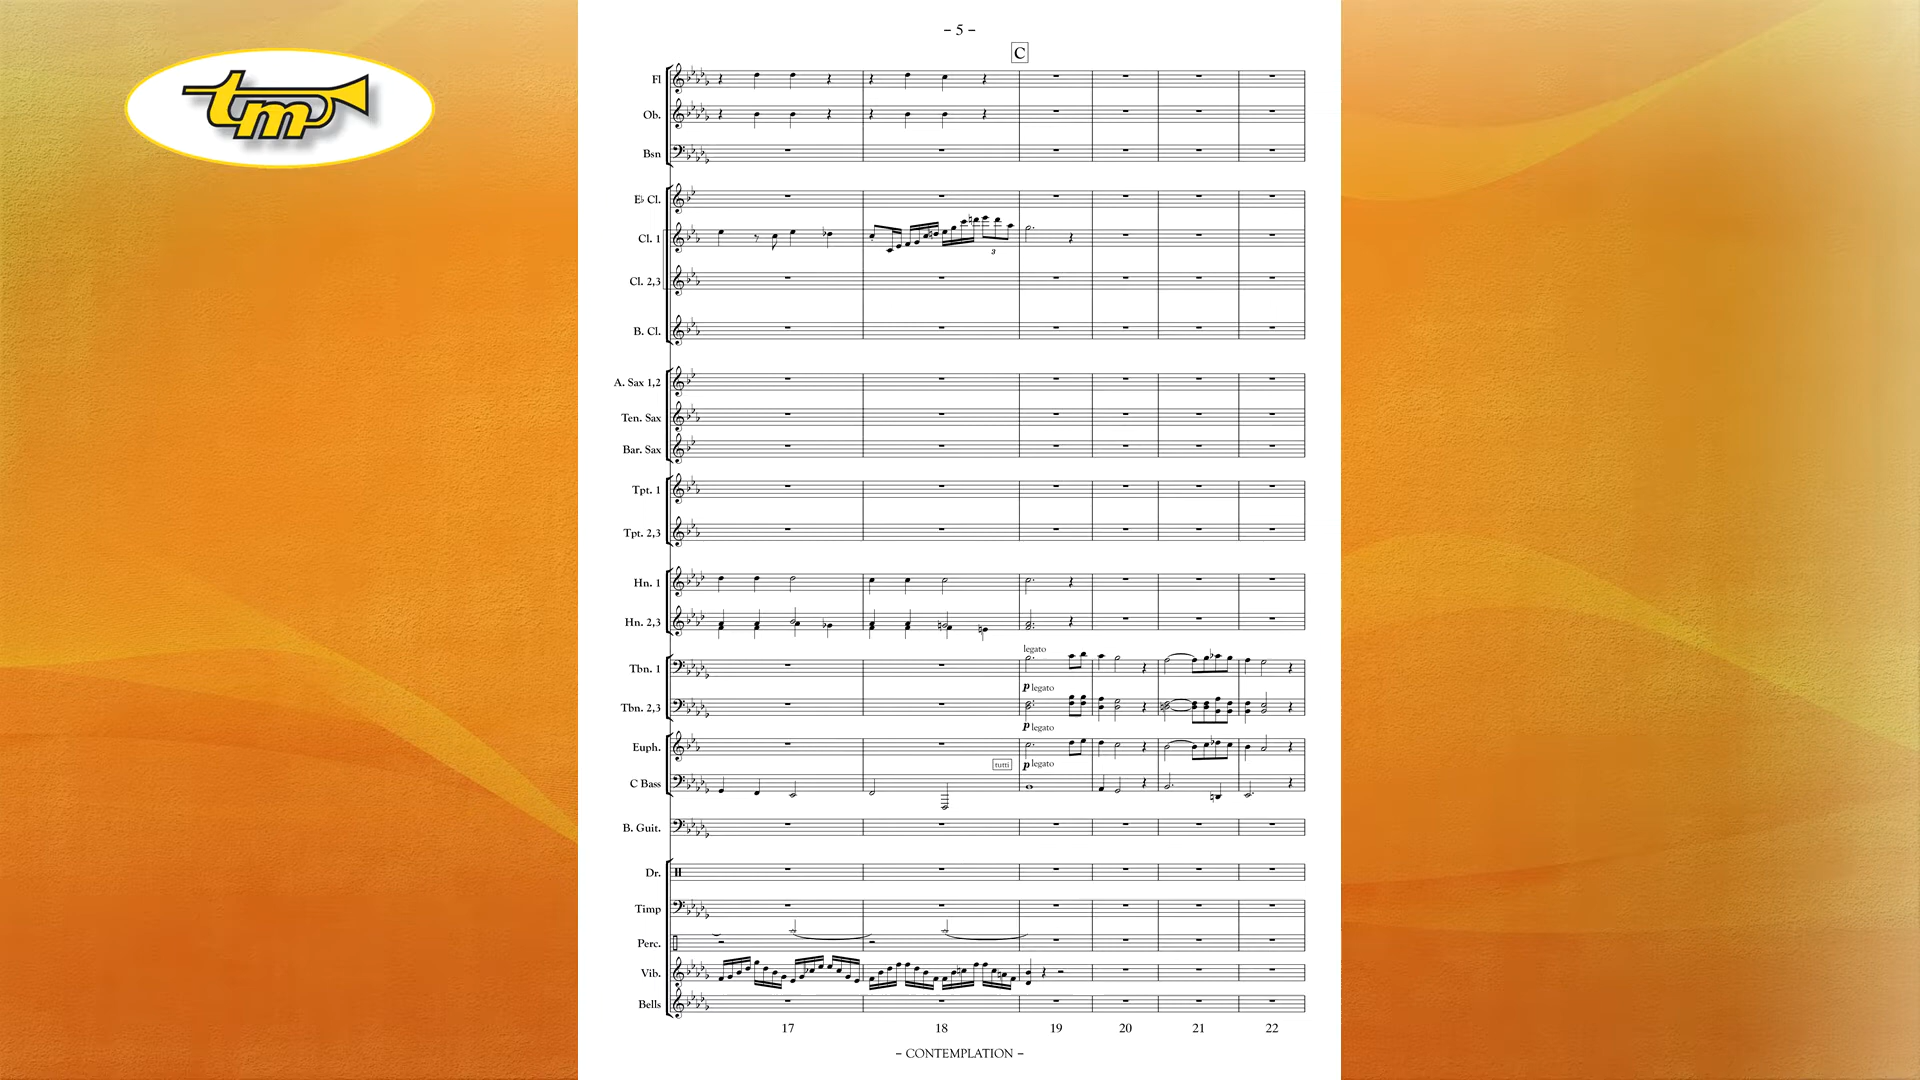 tm
– 5 –
C
Fl
Ob.
Bsn
E♭ Cl.
Cl. 1
3
Cl. 2,3
B. Cl.
A. Sax 1,2
Ten. Sax
Bar. Sax
Tpt. 1
Tpt. 2,3
Hn. 1
Hn. 2,3
legato
Tbn. 1
p legato
Tbn. 2,3
p legato
Euph.
tutti p legato
C Bass
B. Guit.
Dr.
Timp
Perc.
Vib.
Bells
17 18 19 20 21 22
– CONTEMPLATION –